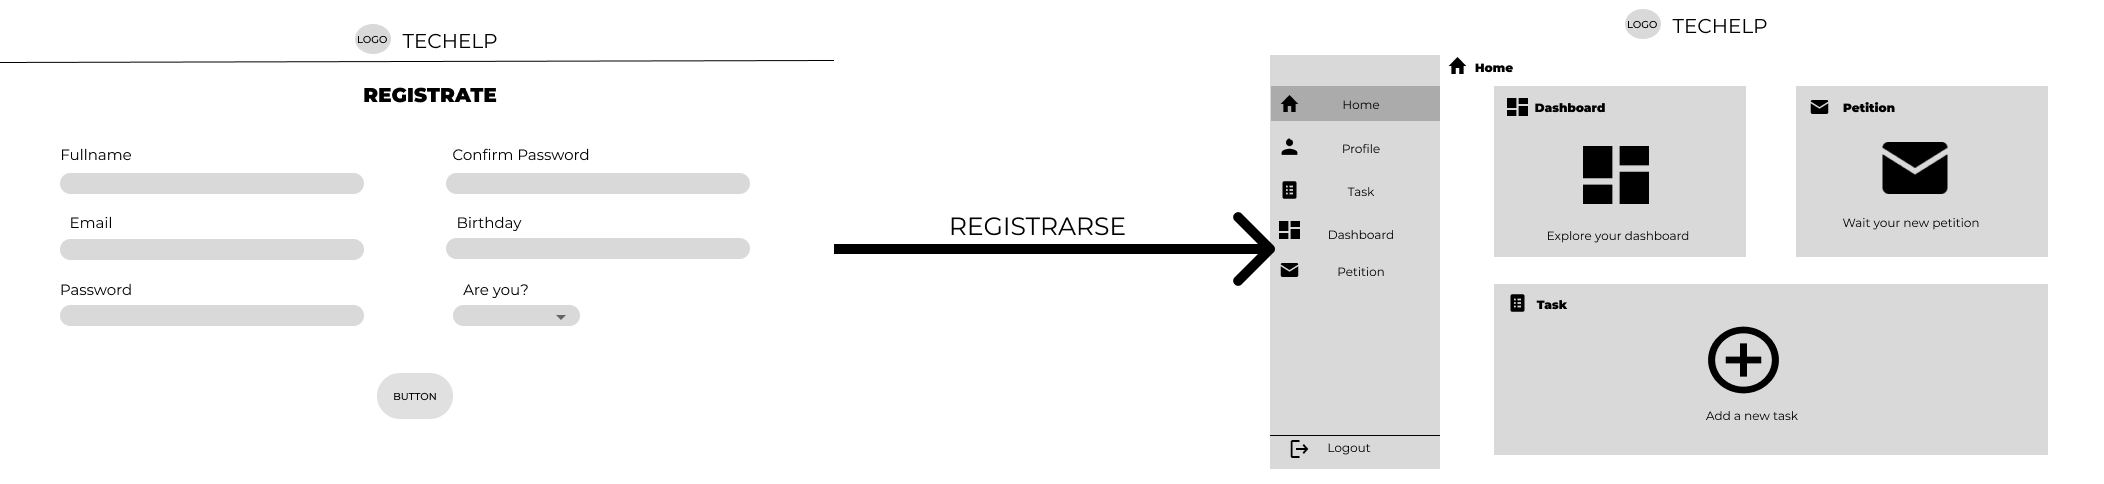 LOGO TECHELP
REGISTRATE
Fullname
Confirm Password
Email
Birthday
Password
Are you?
BUTTON
REGISTRARSE
LOGO TECHELP
Home
Profile
Task
Dashboard
Petition
Logout
Home
Dashboard
Explore your dashboard
Petition
Wait your new petition
Task
Add a new task